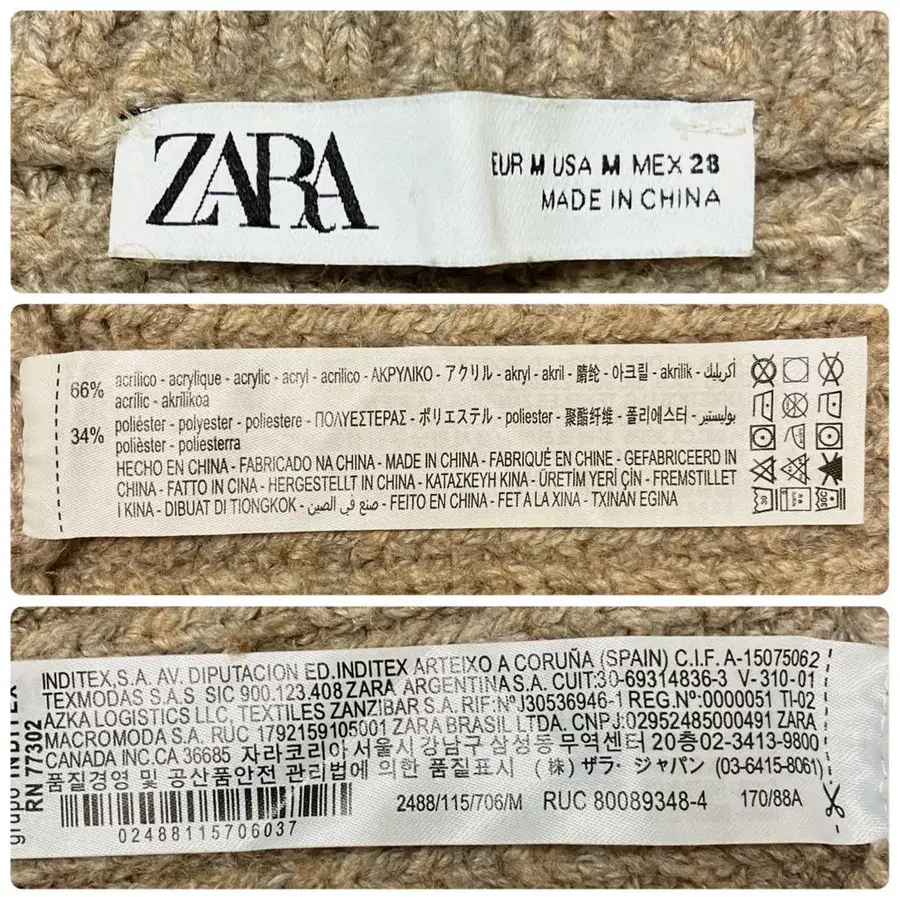 ZARA
EUR M USA M MEX 28
MADE IN CHINA
66% acrílico - acrylique - acrylic - acryl - acrilico - ΑΚΡΥΛΙΚΟ - アクリル - akryl - akril - 腈纶 - 아크릴 - akrilik - أكريليك
acrílic - akrilikoa
34% poliéster - polyester - poliestere - ΠΟΛΥΕΣΤΕΡΑΣ - ポリエステル - poliester - 聚酯纤维 - 폴리에스터 - بوليستير
polièster - poliesterra
HECHO EN CHINA - FABRICADO NA CHINA - MADE IN CHINA - FABRIQUÉ EN CHINE - GEFABRICEERD IN
CHINA - FATTO IN CINA - HERGESTELLT IN CHINA - ΚΑΤΑΣΚΕΥΗ ΚΙΝΑ - ÜRETİM YERİ ÇİN - FREMSTILLET
I KINA - DIBUAT DI TIONGKOK - صنع في الصين - FEITO EN CHINA - FET A LA XINA - TXINAN EGINA
grupo INDITEX
RN 77302
INDITEX,S.A. AV. DIPUTACION ED.INDITEX ARTEIXO A CORUÑA (SPAIN) C.I.F. A-15075062
TEXMODAS S.A.S SIC 900.123.408 ZARA ARGENTINA S.A. CUIT:30-69314836-3 V-310-01
AZKA LOGISTICS LLC, TEXTILES ZANZIBAR S.A. RIF:NºJ30536946-1 REG.Nº:0000051 TI-02
MACROMODA S.A. RUC 1792159105001 ZARA BRASIL LTDA. CNPJ:02952485000491 ZARA
CANADA INC.CA 36685 자라코리아 서울시 강남구 삼성동 무역센터 20층 02-3413-9800
품질경영 및 공산품안전 관리법에 의한 품질표시 (株) ザラ・ジャパン (03-6415-8061)
2488/115/706/M RUC 80089348-4 170/88A
02488115706037